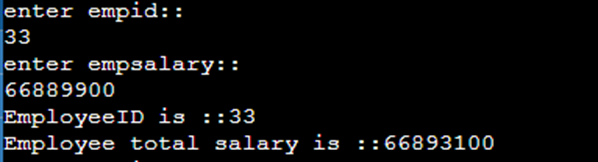 enter empid::
33
enter empsalary::
66889900
EmployeeID is ::33
Employee total salary is ::66893100